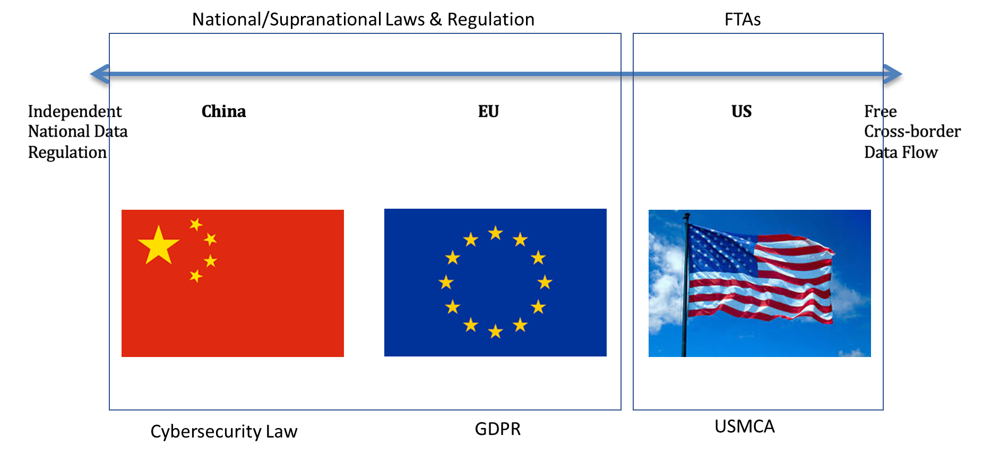 National/Supranational Laws & Regulation
FTAs
Independent
National Data
Regulation
China
EU
US
Free
Cross-border
Data Flow
Cybersecurity Law
GDPR
USMCA